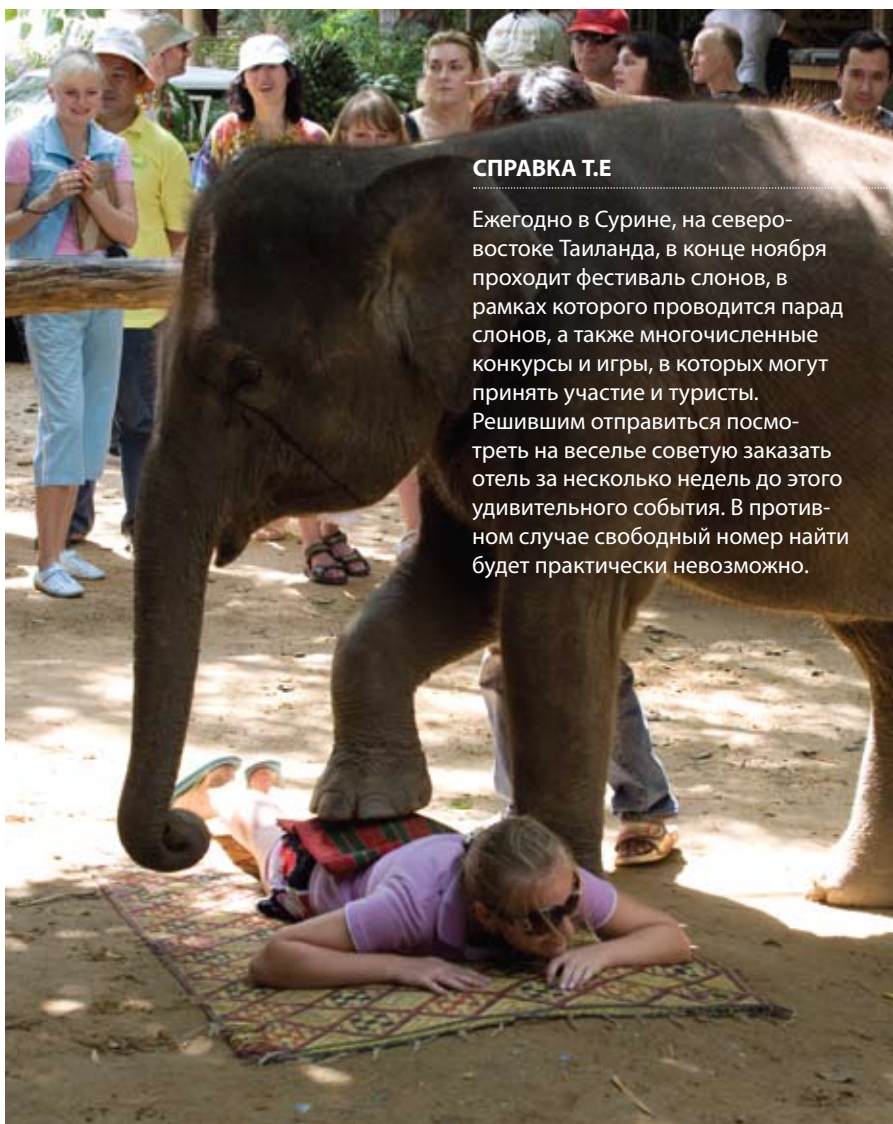 СПРАВКА Т.Е
Ежегодно в Сурине, на северо-
востоке Таиланда, в конце ноября
проходит фестиваль слонов, в
рамках которого проводится парад
слонов, а также многочисленные
конкурсы и игры, в которых могут
принять участие и туристы.
Решившим отправиться посмо-
треть на веселье советую заказать
отель за несколько недель до этого
удивительного события. В против-
ном случае свободный номер найти
будет практически невозможно.